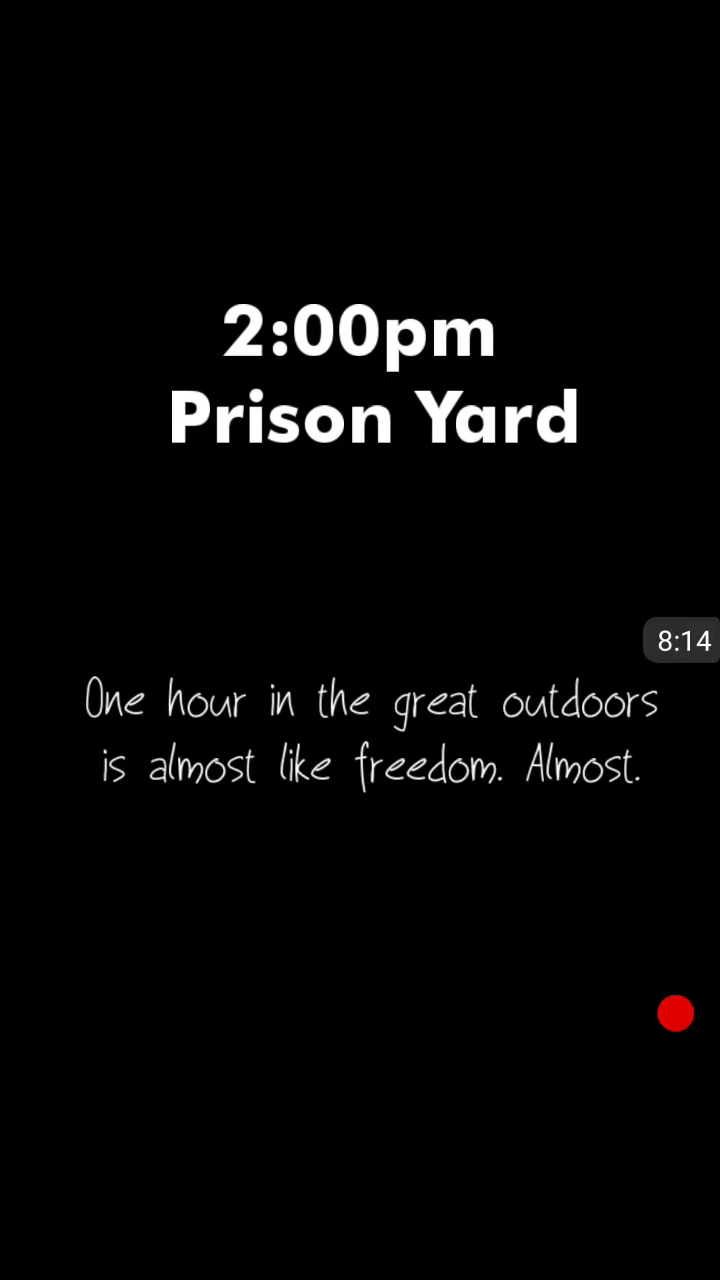 2:00pm
Prison Yard
8:14
One hour in the great outdoors
is almost like freedom. Almost.